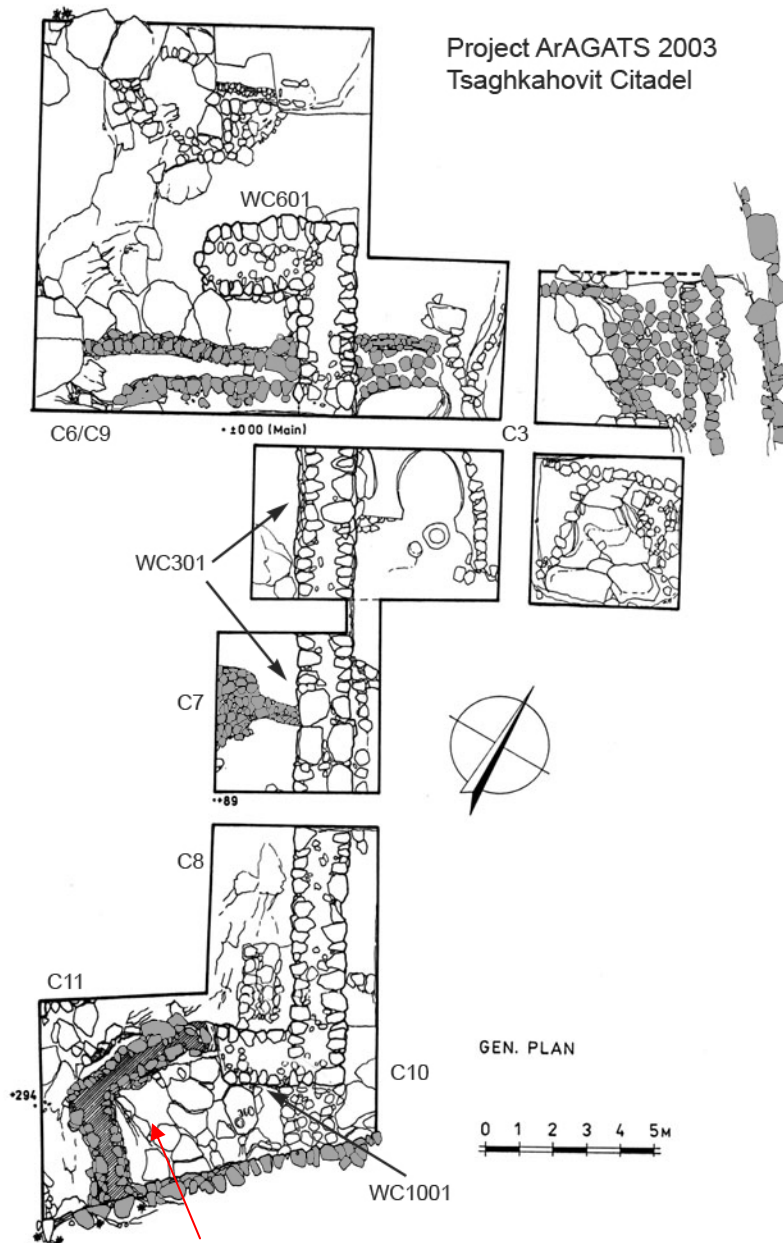 Project ArAGATS 2003
Tsaghkahovit Citadel
WC601
C6/C9
±000 (Main)
C3
WC301
C7
+89
C8
C11
C10
GEN. PLAN
+294
0 1 2 3 4 5M
WC1001